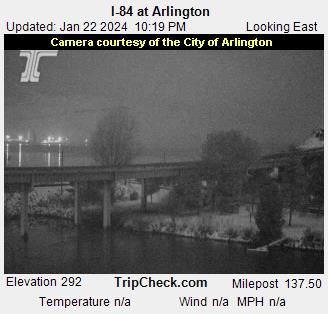 I-84 at Arlington
Updated: Jan 22 2024 10:19 PM Looking East
Camera courtesy of the City of Arlington
Elevation 292 TripCheck.com Milepost 137.50
Temperature n/a Wind n/a MPH n/a